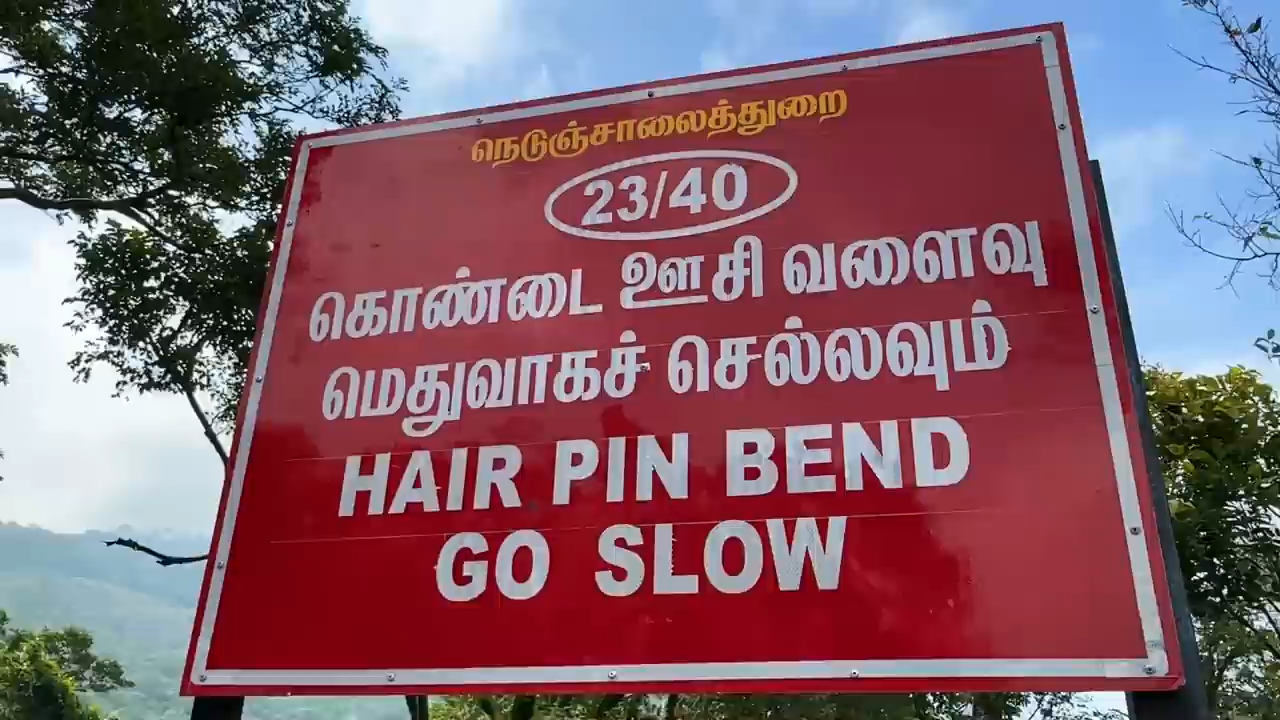 நெடுஞ்சாலைத்துறை
23/40
கொண்டை ஊசி வளைவு
மெதுவாகச் செல்லவும்
HAIR PIN BEND
GO SLOW